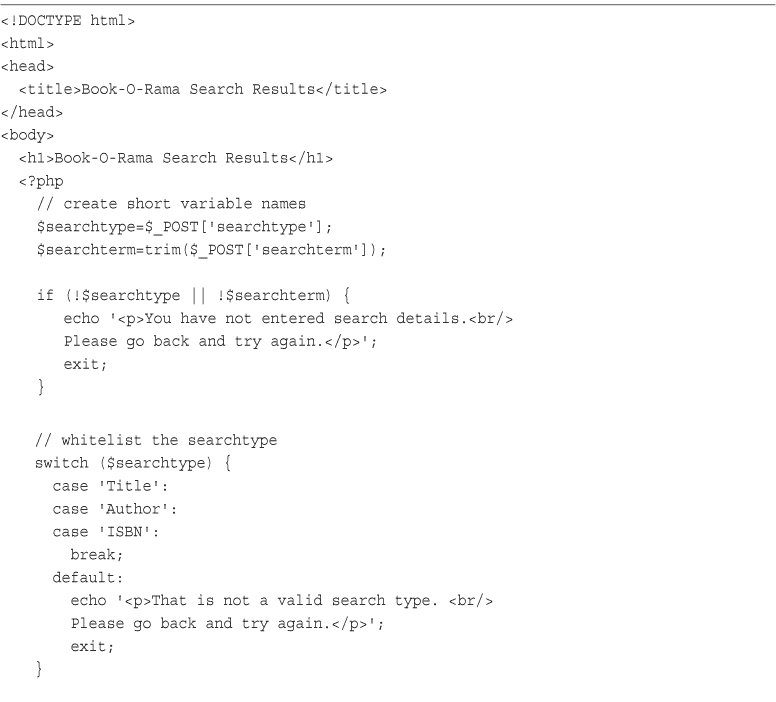 <!DOCTYPE html>
<html>
<head>
  <title>Book-O-Rama Search Results</title>
</head>
<body>
  <h1>Book-O-Rama Search Results</h1>
  <?php
    // create short variable names
    $searchtype=$_POST['searchtype'];
    $searchterm=trim($_POST['searchterm']);

    if (!$searchtype || !$searchterm) {
       echo '<p>You have not entered search details.<br/>
       Please go back and try again.</p>';
       exit;
    }

    // whitelist the searchtype
    switch ($searchtype) {
      case 'Title':
      case 'Author':
      case 'ISBN':
        break;
      default:
        echo '<p>That is not a valid search type. <br/>
        Please go back and try again.</p>';
        exit;
    }